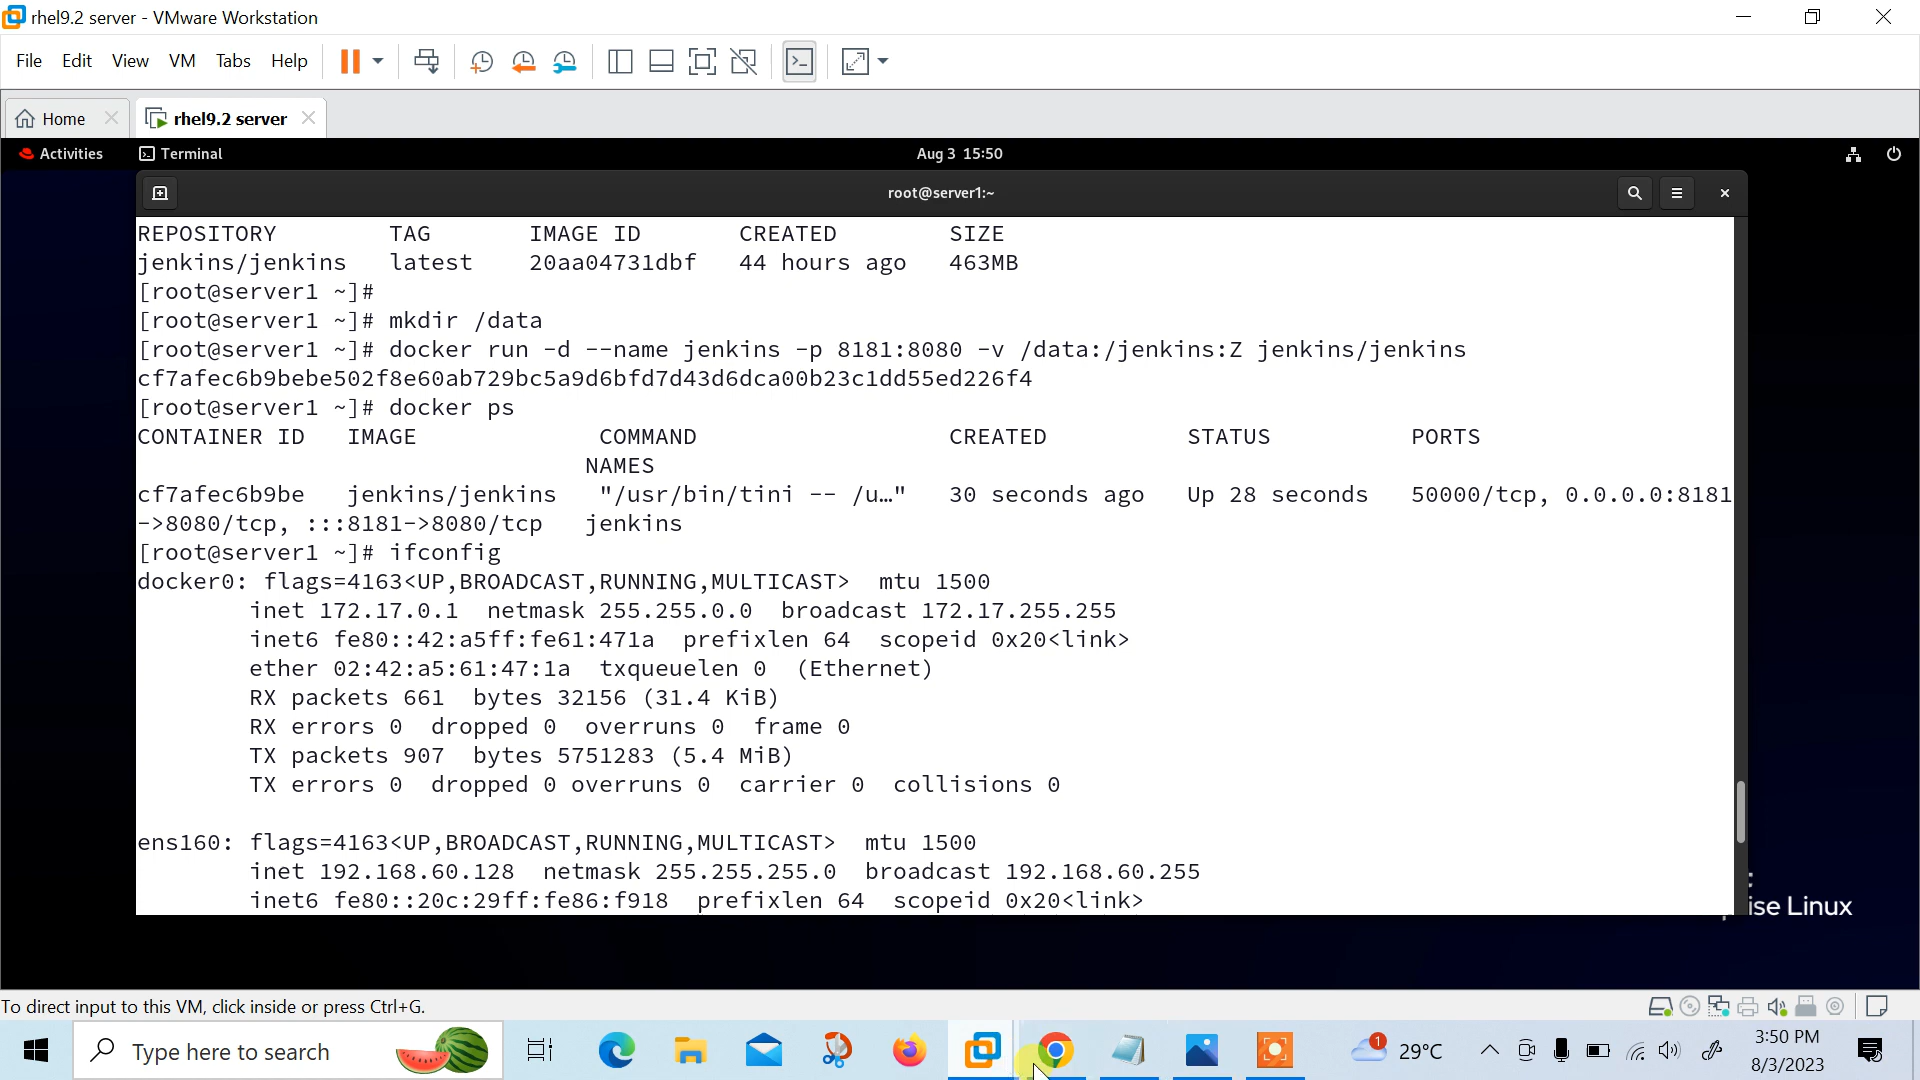 rhel9.2 server - VMware Workstation
File Edit View VM Tabs Help
Home rhel9.2 server
Activities Terminal Aug 3 15:50
root@server1:~
REPOSITORY TAG IMAGE ID CREATED SIZE
jenkins/jenkins latest 20aa04731dbf 44 hours ago 463MB
[root@server1 ~]#
[root@server1 ~]# mkdir /data
[root@server1 ~]# docker run -d --name jenkins -p 8181:8080 -v /data:/jenkins:Z jenkins/jenkins
cf7afec6b9bebe502f8e60ab729bc5a9d6bfd7d43d6dca00b23c1dd55ed226f4
[root@server1 ~]# docker ps
CONTAINER ID IMAGE COMMAND CREATED STATUS PORTS
NAMES
cf7afec6b9be jenkins/jenkins "/usr/bin/tini -- /u…" 30 seconds ago Up 28 seconds 50000/tcp, 0.0.0.0:8181
->8080/tcp, :::8181->8080/tcp jenkins
[root@server1 ~]# ifconfig
docker0: flags=4163<UP,BROADCAST,RUNNING,MULTICAST> mtu 1500
inet 172.17.0.1 netmask 255.255.0.0 broadcast 172.17.255.255
inet6 fe80::42:a5ff:fe61:471a prefixlen 64 scopeid 0x20<link>
ether 02:42:a5:61:47:1a txqueuelen 0 (Ethernet)
RX packets 661 bytes 32156 (31.4 KiB)
RX errors 0 dropped 0 overruns 0 frame 0
TX packets 907 bytes 5751283 (5.4 MiB)
TX errors 0 dropped 0 overruns 0 carrier 0 collisions 0
ens160: flags=4163<UP,BROADCAST,RUNNING,MULTICAST> mtu 1500
inet 192.168.60.128 netmask 255.255.255.0 broadcast 192.168.60.255
inet6 fe80::20c:29ff:fe86:f918 prefixlen 64 scopeid 0x20<link>
ise Linux
To direct input to this VM, click inside or press Ctrl+G.
Type here to search
1 29°C
3:50 PM
8/3/2023